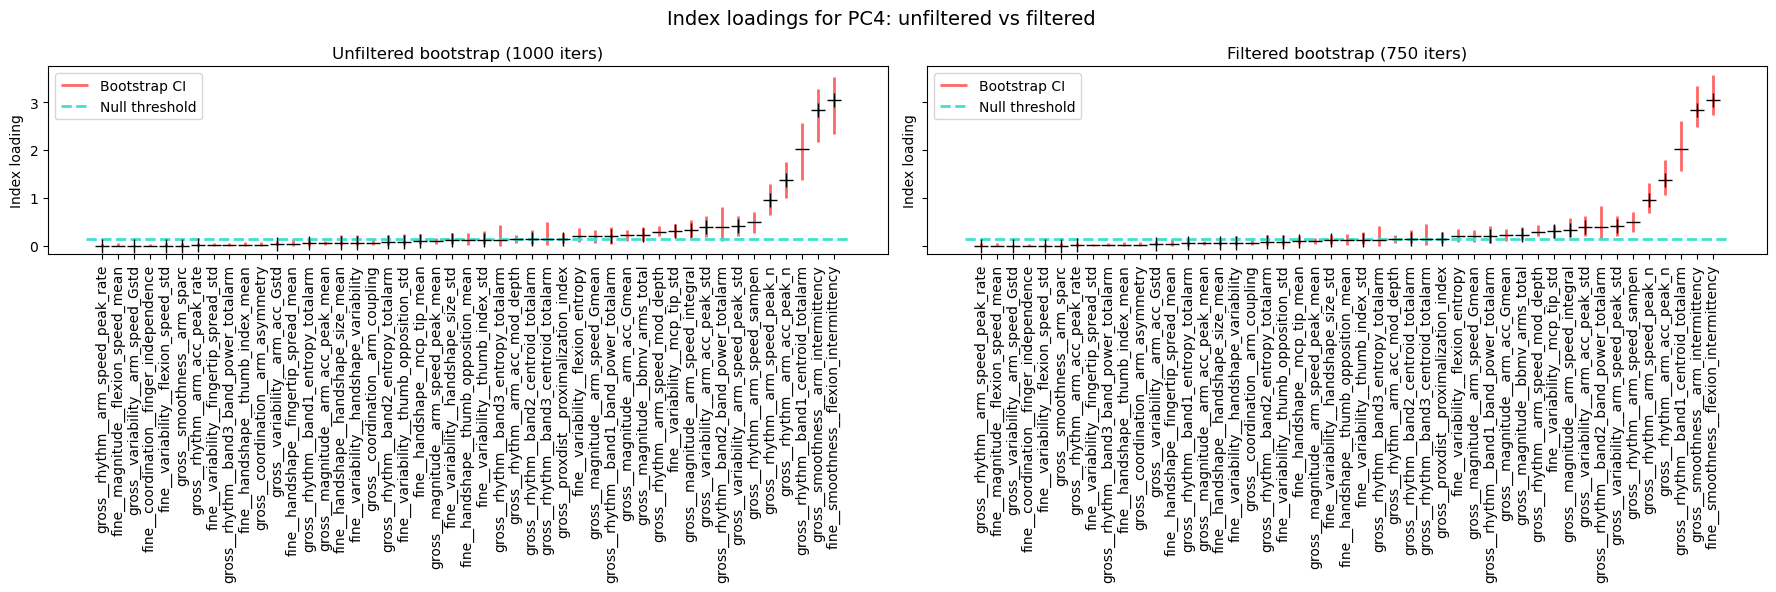 Index loadings for PC4: unfiltered vs filtered
Unfiltered bootstrap (1000 iters)
Index loading
3
2
1
0
Bootstrap CI
Null threshold
gross__rhythm__arm_speed_peak_rate
fine__magnitude__flexion_speed_mean
gross__variability__arm_speed_Gstd
fine__coordination__finger_independence
fine__variability__flexion_speed_std
gross__smoothness__arm_sparc
gross__rhythm__arm_acc_peak_rate
fine__variability__fingertip_spread_std
gross__rhythm__band3_band_power_totalarm
fine__handshape__thumb_index_mean
gross__coordination__arm_asymmetry
gross__variability__arm_acc_Gstd
fine__handshape__fingertip_spread_mean
gross__rhythm__band1_entropy_totalarm
gross__magnitude__arm_acc_peak_mean
fine__handshape__handshape_size_mean
fine__variability__handshape_variability
gross__coordination__arm_coupling
gross__rhythm__band2_entropy_totalarm
fine__variability__thumb_opposition_std
fine__handshape__mcp_tip_mean
gross__magnitude__arm_speed_peak_mean
fine__variability__handshape_size_std
fine__handshape__thumb_opposition_mean
fine__variability__thumb_index_std
gross__rhythm__band3_entropy_totalarm
gross__rhythm__arm_acc_mod_depth
gross__rhythm__band2_centroid_totalarm
gross__rhythm__band3_centroid_totalarm
fine__proxdist__proximalization_index
fine__variability__flexion_entropy
gross__magnitude__arm_speed_Gmean
gross__rhythm__band1_band_power_totalarm
gross__magnitude__arm_acc_Gmean
gross__magnitude__bbmv_arms_total
gross__rhythm__arm_speed_mod_depth
fine__variability__mcp_tip_std
gross__magnitude__arm_speed_integral
gross__variability__arm_acc_peak_std
gross__rhythm__band2_band_power_totalarm
gross__variability__arm_speed_peak_std
gross__rhythm__arm_speed_sampen
gross__rhythm__arm_speed_peak_n
gross__rhythm__arm_acc_peak_n
gross__rhythm__band1_centroid_totalarm
gross__smoothness__arm_intermittency
fine__smoothness__flexion_intermittency
Filtered bootstrap (750 iters)
Index loading
Bootstrap CI
Null threshold
gross__rhythm__arm_speed_peak_rate
fine__magnitude__flexion_speed_mean
gross__variability__arm_speed_Gstd
fine__coordination__finger_independence
fine__variability__flexion_speed_std
gross__smoothness__arm_sparc
gross__rhythm__arm_acc_peak_rate
fine__variability__fingertip_spread_std
gross__rhythm__band3_band_power_totalarm
fine__handshape__thumb_index_mean
gross__coordination__arm_asymmetry
gross__variability__arm_acc_Gstd
fine__handshape__fingertip_spread_mean
gross__rhythm__band1_entropy_totalarm
gross__magnitude__arm_acc_peak_mean
fine__handshape__handshape_size_mean
fine__variability__handshape_variability
gross__coordination__arm_coupling
gross__rhythm__band2_entropy_totalarm
fine__variability__thumb_opposition_std
fine__handshape__mcp_tip_mean
gross__magnitude__arm_speed_peak_mean
fine__variability__handshape_size_std
fine__handshape__thumb_opposition_mean
fine__variability__thumb_index_std
gross__rhythm__band3_entropy_totalarm
gross__rhythm__arm_acc_mod_depth
gross__rhythm__band2_centroid_totalarm
gross__rhythm__band3_centroid_totalarm
fine__proxdist__proximalization_index
fine__variability__flexion_entropy
gross__magnitude__arm_speed_Gmean
gross__rhythm__band1_band_power_totalarm
gross__magnitude__arm_acc_Gmean
gross__magnitude__bbmv_arms_total
gross__rhythm__arm_speed_mod_depth
fine__variability__mcp_tip_std
gross__magnitude__arm_speed_integral
gross__variability__arm_acc_peak_std
gross__rhythm__band2_band_power_totalarm
gross__variability__arm_speed_peak_std
gross__rhythm__arm_speed_sampen
gross__rhythm__arm_speed_peak_n
gross__rhythm__arm_acc_peak_n
gross__rhythm__band1_centroid_totalarm
gross__smoothness__arm_intermittency
fine__smoothness__flexion_intermittency